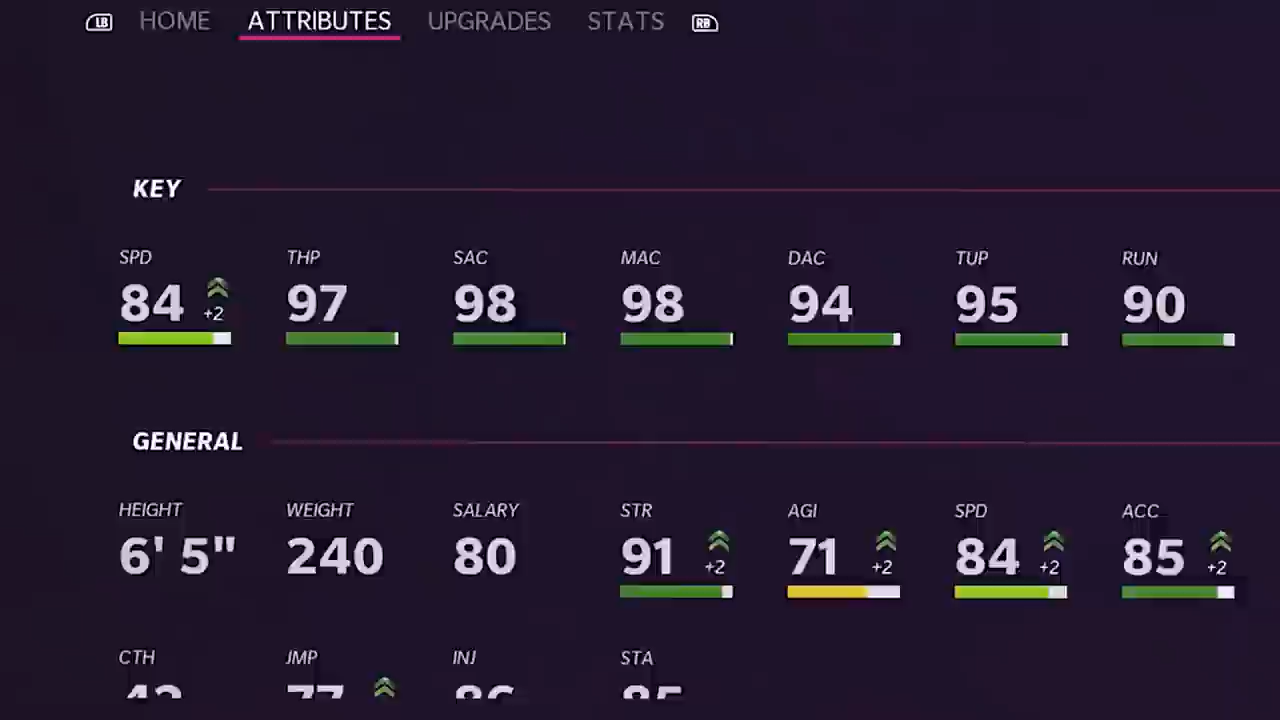 LB HOME ATTRIBUTES UPGRADES STATS RB
KEY
SPD THP SAC MAC DAC TUP RUN
84 +2 97 98 98 94 95 90
GENERAL
HEIGHT WEIGHT SALARY STR AGI SPD ACC
6' 5" 240 80 91 +2 71 +2 84 +2 85 +2
CTH JMP INJ STA
77